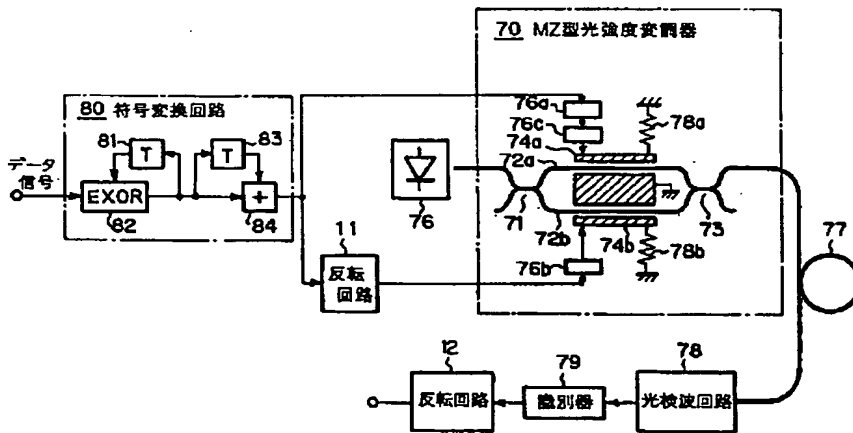 70 MZ型光強度変調器
80 符号変換回路
81
83
T
T
データ
信号
EXOR
+
82
84
76
76a
76c
74a
78a
72a
71
73
72b
74b
78b
76b
11
反転
回路
77
12
79
78
反転回路
識別器
光検波回路